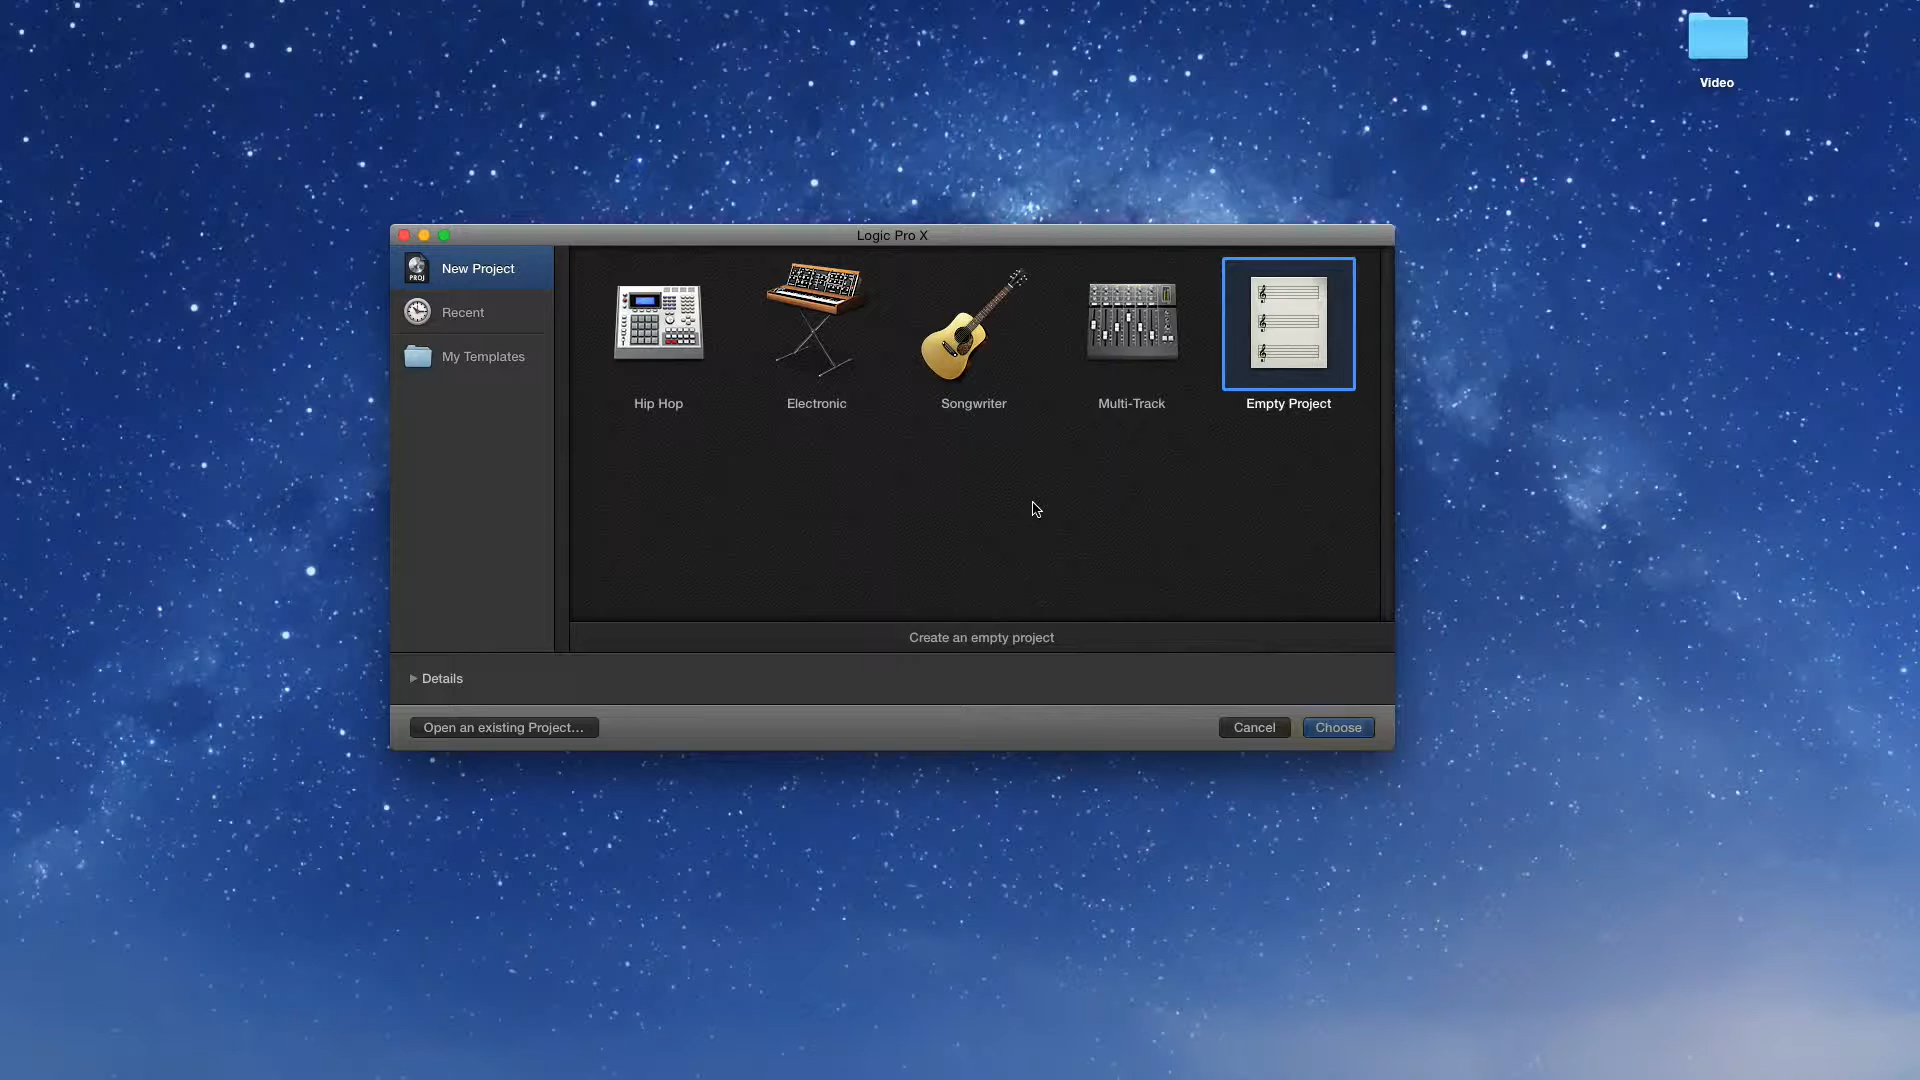 Video
Logic Pro X
New Project
PROJ
Recent
My Templates
Hip Hop
Electronic
Songwriter
Multi-Track
Empty Project
Create an empty project
Details
Open an existing Project...
Cancel
Choose